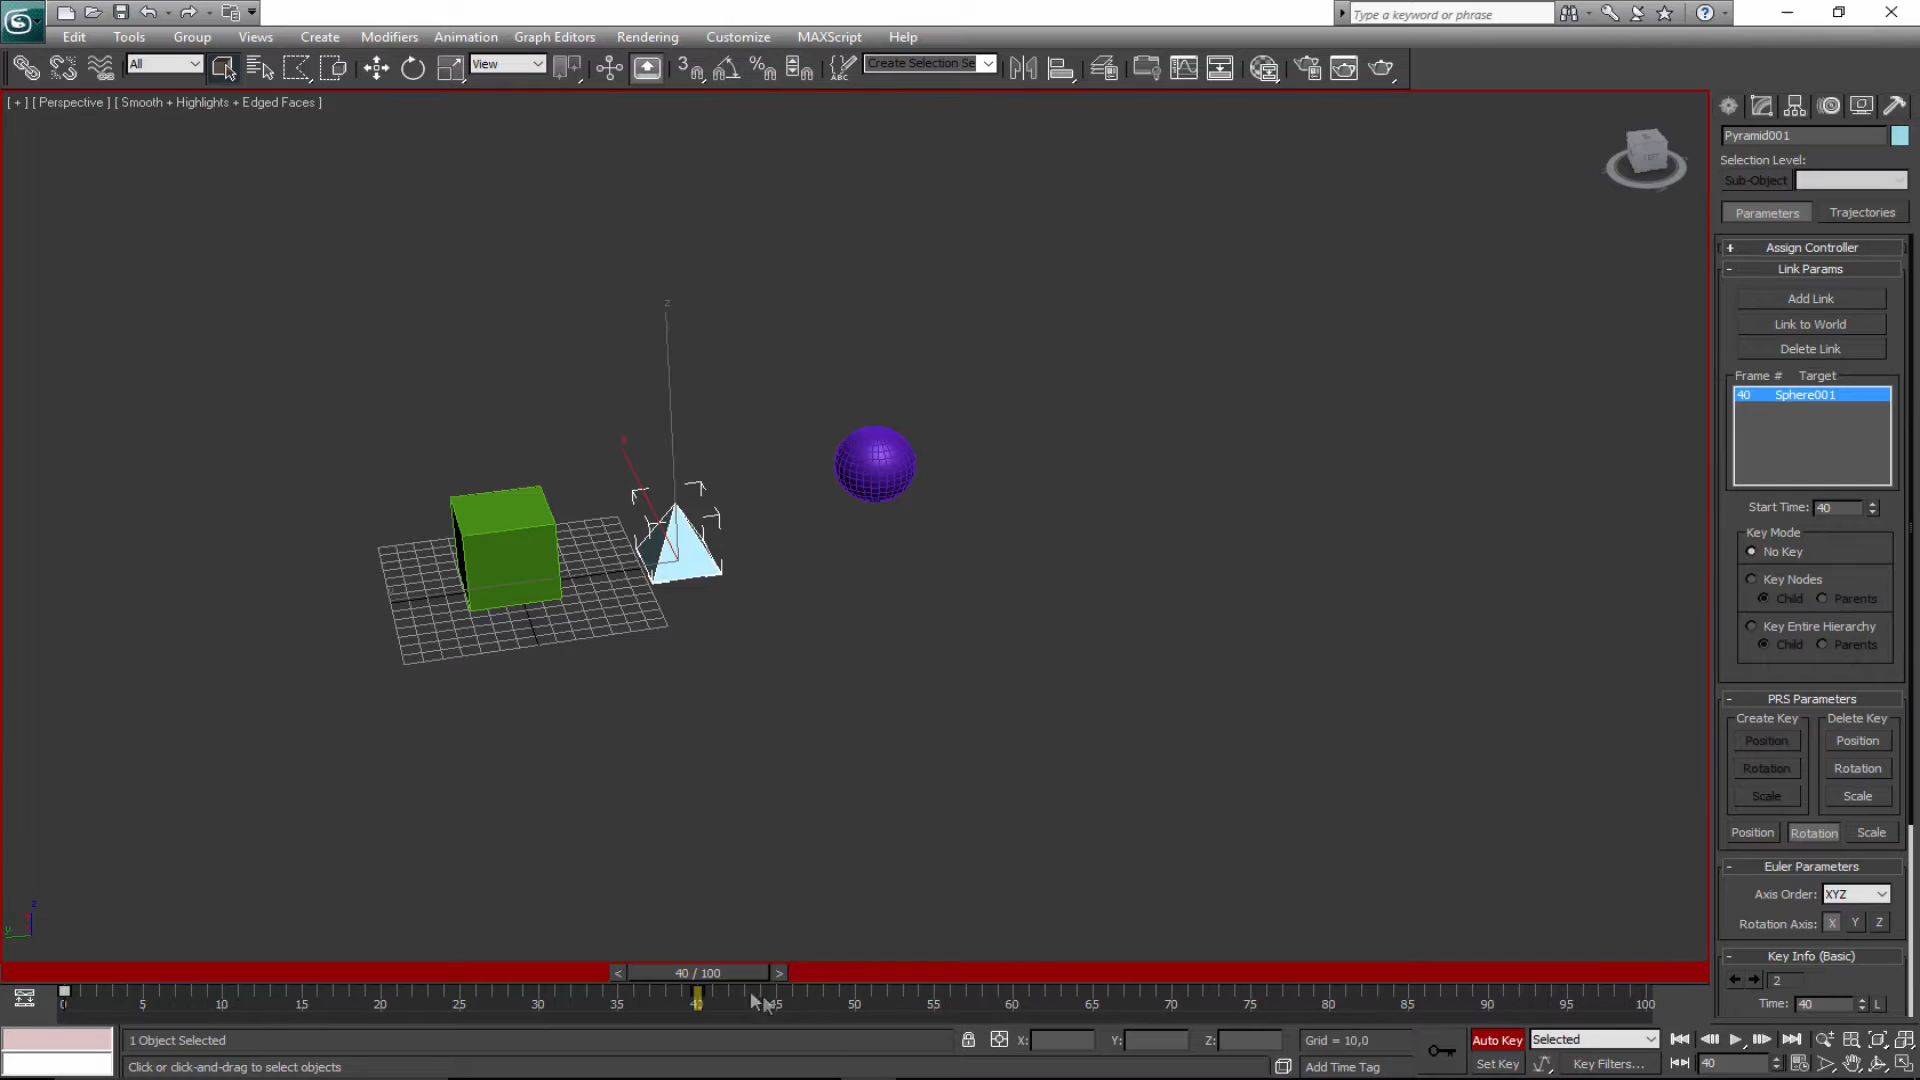 Type a keyword or phrase
Edit Tools Group Views Create Modifiers Animation Graph Editors Rendering Customize MAXScript Help
All View Create Selection Se
[ + ] [ Perspective ] [ Smooth + Highlights + Edged Faces ]
Pyramid001
Selection Level:
Sub-Object
Parameters Trajectories
+ Assign Controller
- Link Params
Add Link
Link to World
Delete Link
Frame # Target
40 Sphere001
Start Time: 40
Key Mode
No Key
Key Nodes
Child Parents
Key Entire Hierarchy
Child Parents
- PRS Parameters
Create Key Delete Key
Position Position
Rotation Rotation
Scale Scale
Position Rotation Scale
- Euler Parameters
Axis Order: XYZ
Rotation Axis: X Y Z
- Key Info (Basic)
2
Time: 40 L
z
x
LEFT
z
y
< 40 / 100 >
0 5 10 15 20 25 30 35 40 45 50 55 60 65 70 75 80 85 90 95 100
1 Object Selected X: Y: Z: Grid = 10,0 Auto Key Selected
Click or click-and-drag to select objects Add Time Tag Set Key Key Filters... 40